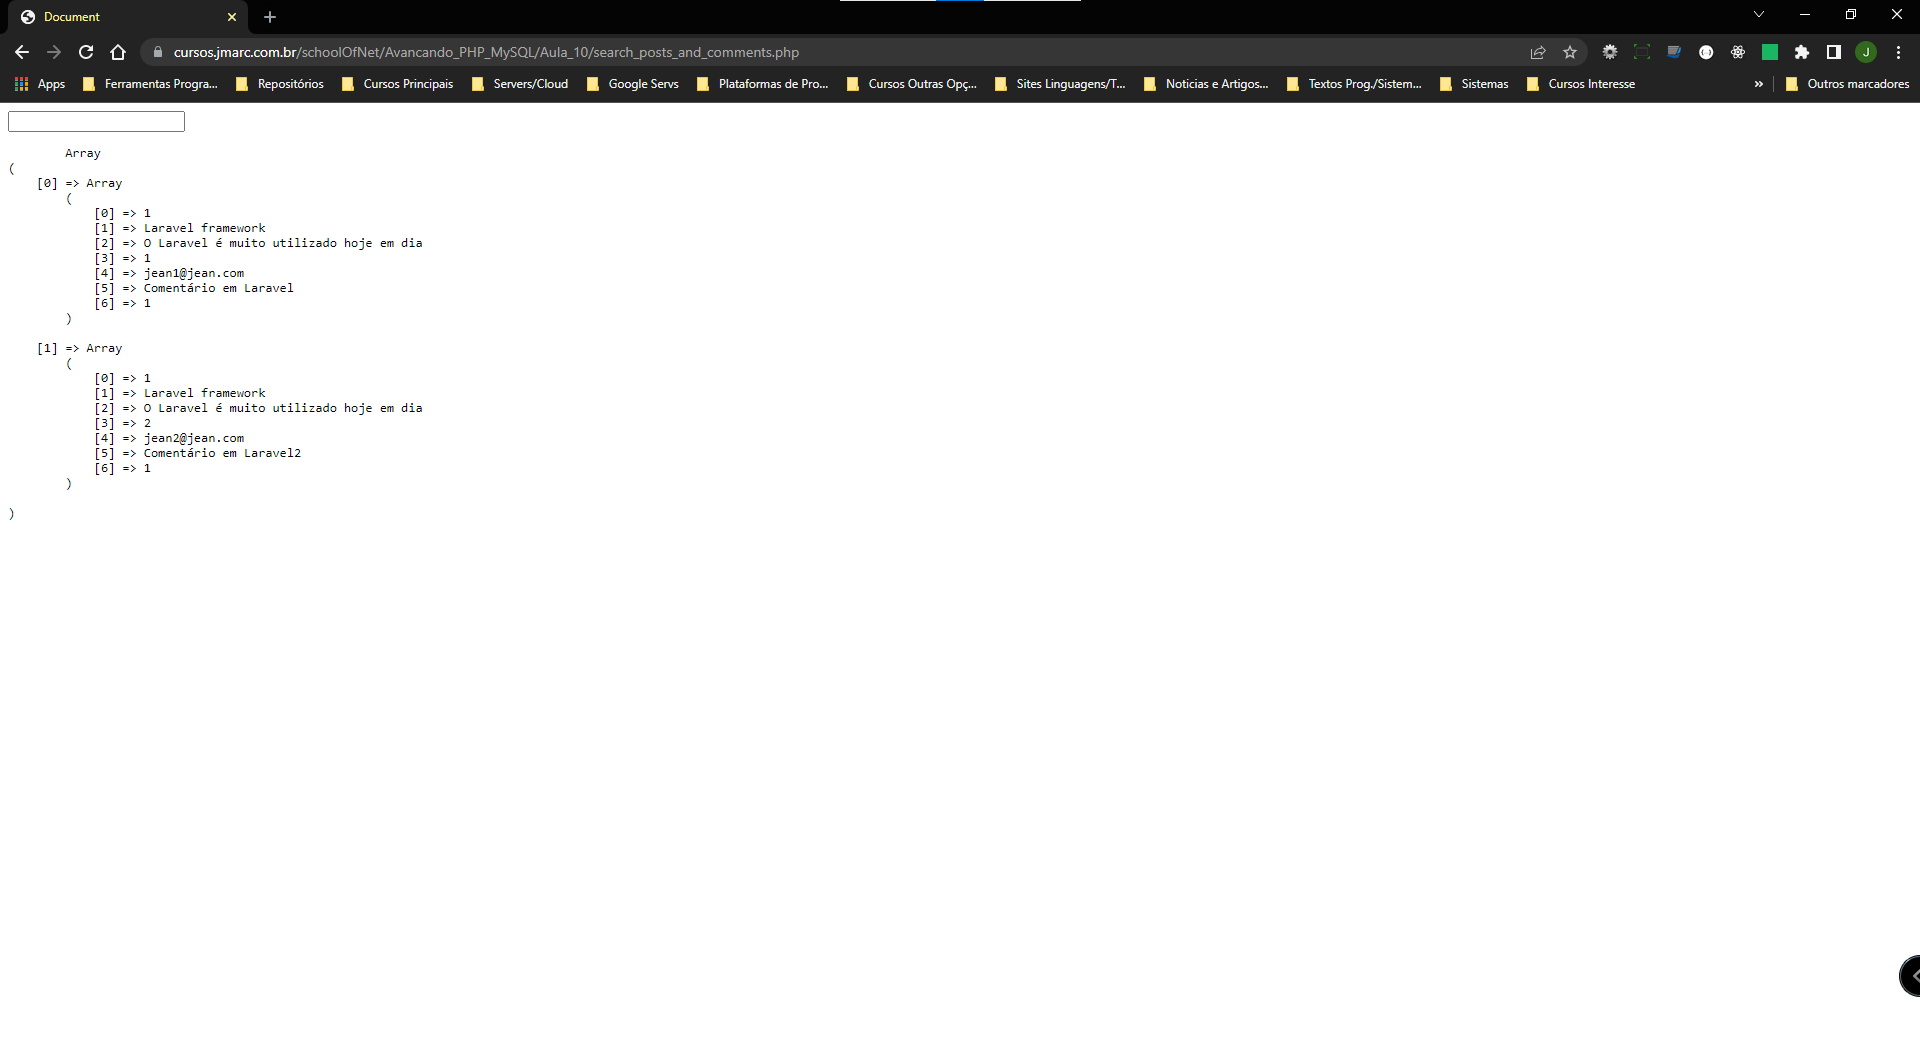 Document
cursos.jmarc.com.br/schoolOfNet/Avancando_PHP_MySQL/Aula_10/search_posts_and_comments.php
J
Apps Ferramentas Progra... Repositórios Cursos Principais Servers/Cloud Google Servs Plataformas de Pro... Cursos Outras Opç... Sites Linguagens/T... Noticias e Artigos... Textos Prog./Sistem... Sistemas Cursos Interesse » Outros marcadores
Array
(
[0] => Array
(
[0] => 1
[1] => Laravel framework
[2] => O Laravel é muito utilizado hoje em dia
[3] => 1
[4] => jean1@jean.com
[5] => Comentário em Laravel
[6] => 1
)
[1] => Array
(
[0] => 1
[1] => Laravel framework
[2] => O Laravel é muito utilizado hoje em dia
[3] => 2
[4] => jean2@jean.com
[5] => Comentário em Laravel2
[6] => 1
)
)